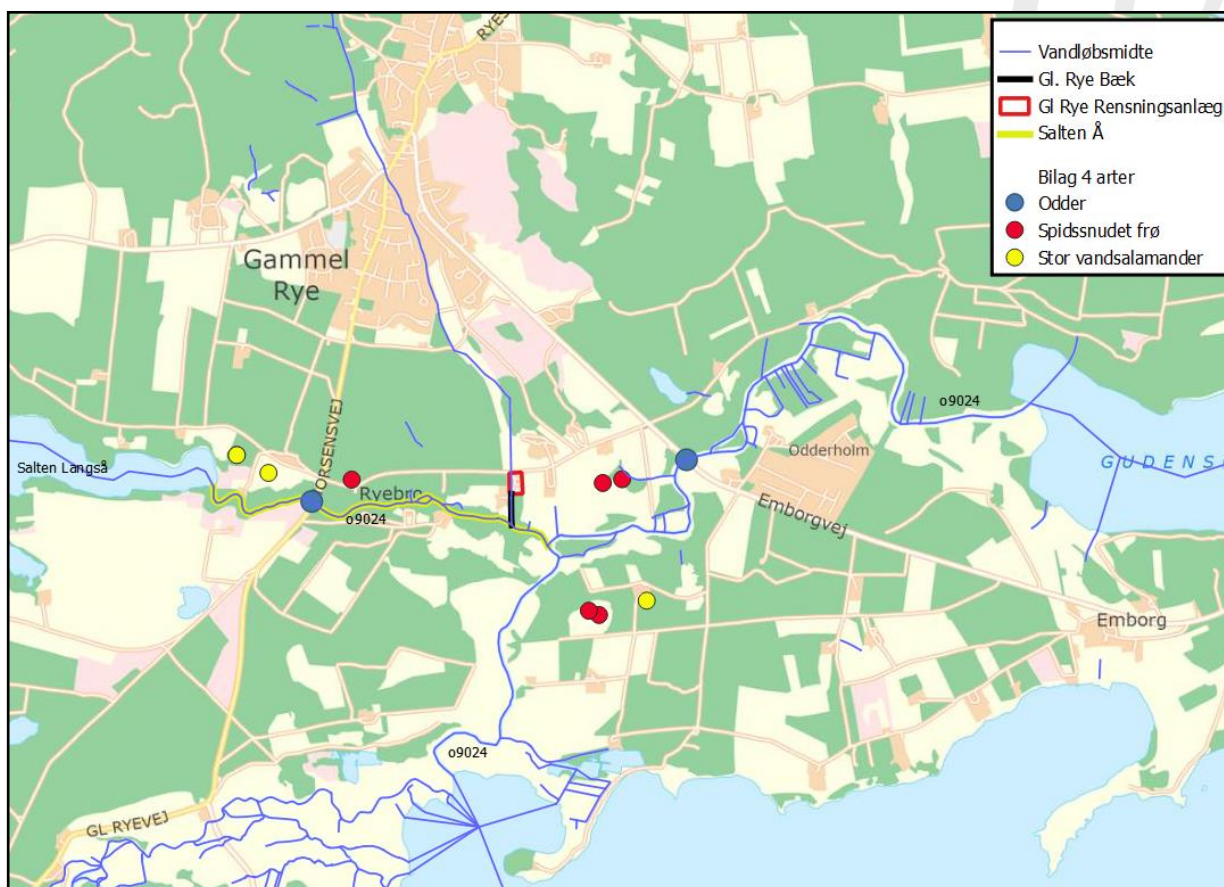 RYES
Vandløbsmidte
Gl. Rye Bæk
Gl Rye Rensningsanlæg
Salten Å
Bilag 4 arter
Odder
Spidssnudet frø
Stor vandsalamander
Gammel
Rye
o9024
Odderholm
Salten Langså
ORSENSVEJ
Ryebro
o9024
GUDENS
Emborgvej
Emborg
o9024
GL RYEVEJ